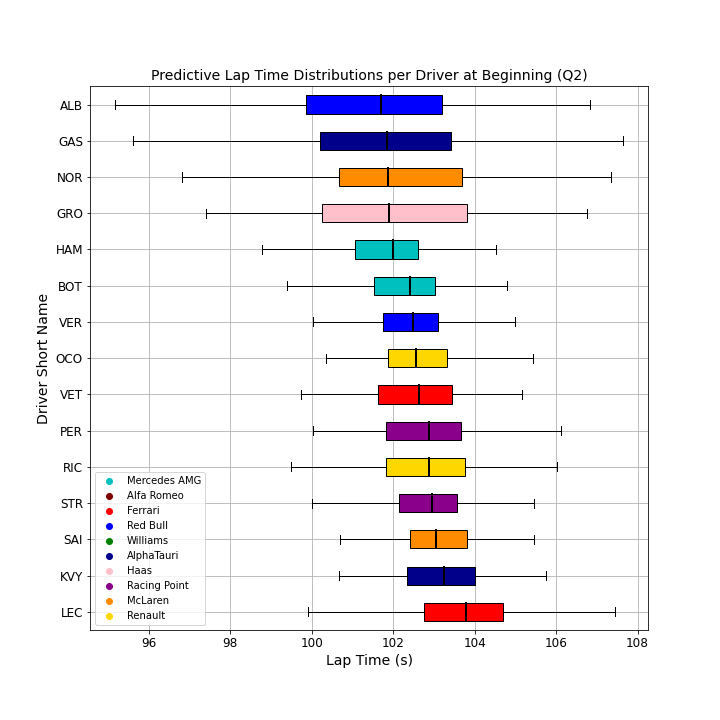 Predictive Lap Time Distributions per Driver at Beginning (Q2)
ALB
GAS
NOR
GRO
HAM
BOT
VER
OCO
VET
PER
RIC
STR
SAI
KVY
LEC
Driver Short Name
Mercedes AMG
Alfa Romeo
Ferrari
Red Bull
Williams
AlphaTauri
Haas
Racing Point
McLaren
Renault
96 98 100 102 104 106 108
Lap Time (s)